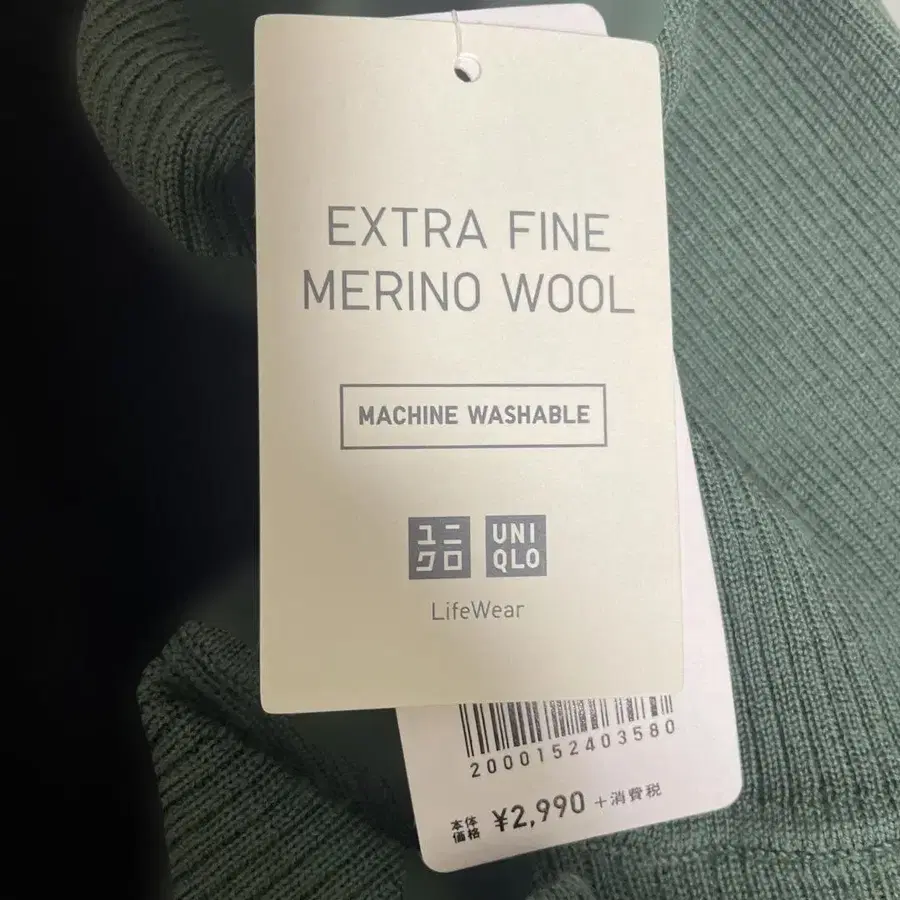 EXTRA FINE
MERINO WOOL
MACHINE WASHABLE
ユニ
クロ
UNI
QLO
LifeWear
2000152403580
本体
価格 ¥2,990 +消費税